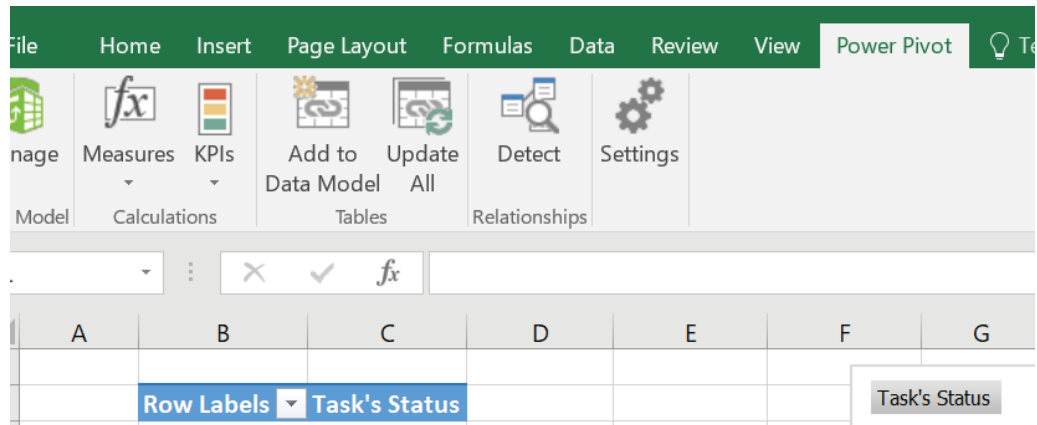 File Home Insert Page Layout Formulas Data Review View Power Pivot
fx
Measures KPIs Add to Update Detect Settings
Data Model All
Model Calculations Tables Relationships
fx
A B C D E F G
Row Labels Task's Status
Task's Status